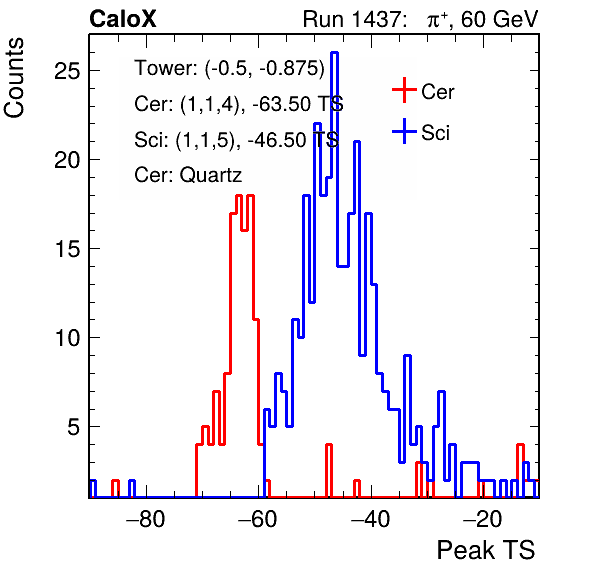 CaloX Run 1437: π⁺, 60 GeV
Counts
Tower: (-0.5, -0.875)
Cer: (1,1,4), -63.50 TS
Sci: (1,1,5), -46.50 TS
Cer: Quartz
Cer
Sci
25
20
15
10
5
−80 −60 −40 −20
Peak TS